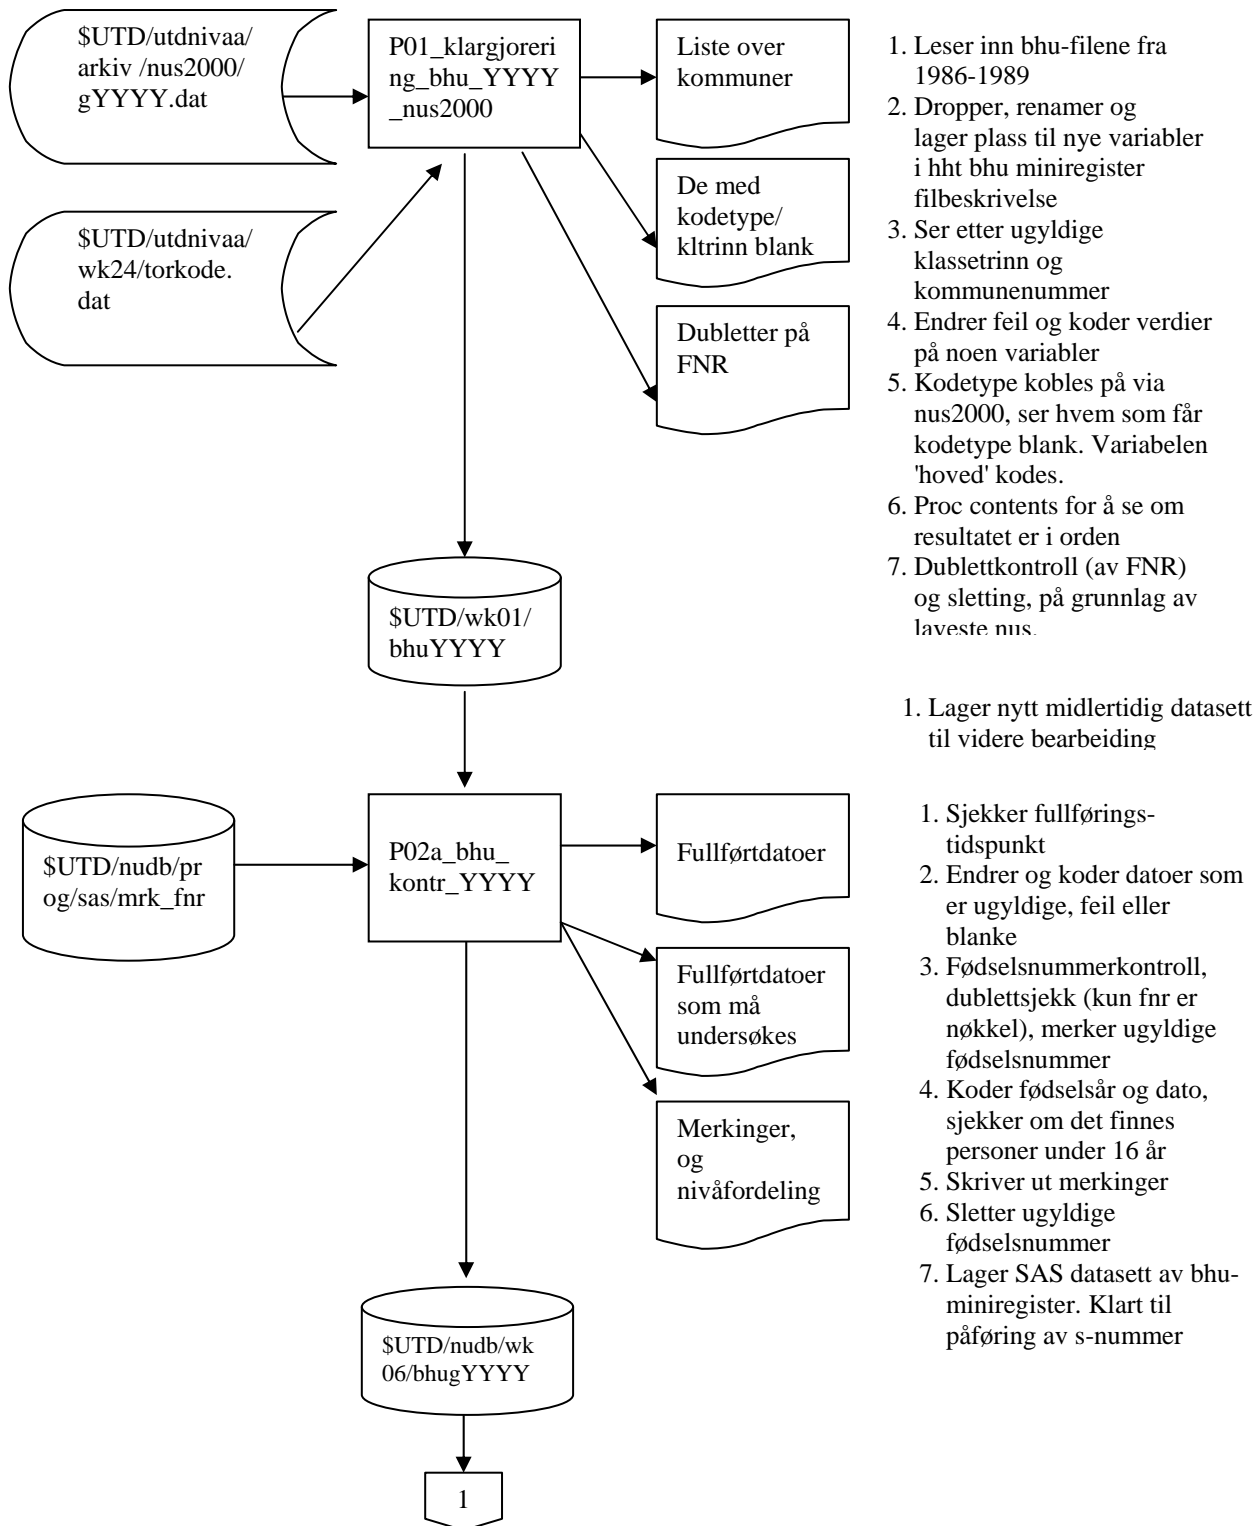 $UTD/utdnivaa/
arkiv /nus2000/
gYYYY.dat
P01_klargjoreri
ng_bhu_YYYY
_nus2000
Liste over
kommuner
De med
kodetype/
kltrinn blank
Dubletter på
FNR
$UTD/utdnivaa/
wk24/torkode.
dat
1. Leser inn bhu-filene fra
1986-1989
2. Dropper, renamer og
lager plass til nye variabler
i hht bhu miniregister
filbeskrivelse
3. Ser etter ugyldige
klassetrinn og
kommunenummer
4. Endrer feil og koder verdier
på noen variabler
5. Kodetype kobles på via
nus2000, ser hvem som får
kodetype blank. Variabelen
'hoved' kodes.
6. Proc contents for å se om
resultatet er i orden
7. Dublettkontroll (av FNR)
og sletting, på grunnlag av
laveste nus.
$UTD/wk01/
bhuYYYY
1. Lager nytt midlertidig datasett
til videre bearbeiding
$UTD/nudb/pr
og/sas/mrk_fnr
P02a_bhu_
kontr_YYYY
Fullførtdatoer
Fullførtdatoer
som må
undersøkes
Merkinger,
og
nivåfordeling
1. Sjekker fullførings-
tidspunkt
2. Endrer og koder datoer som
er ugyldige, feil eller
blanke
3. Fødselsnummerkontroll,
dublettsjekk (kun fnr er
nøkkel), merker ugyldige
fødselsnummer
4. Koder fødselsår og dato,
sjekker om det finnes
personer under 16 år
5. Skriver ut merkinger
6. Sletter ugyldige
fødselsnummer
7. Lager SAS datasett av bhu-
miniregister. Klart til
påføring av s-nummer
$UTD/nudb/wk
06/bhugYYYY
1